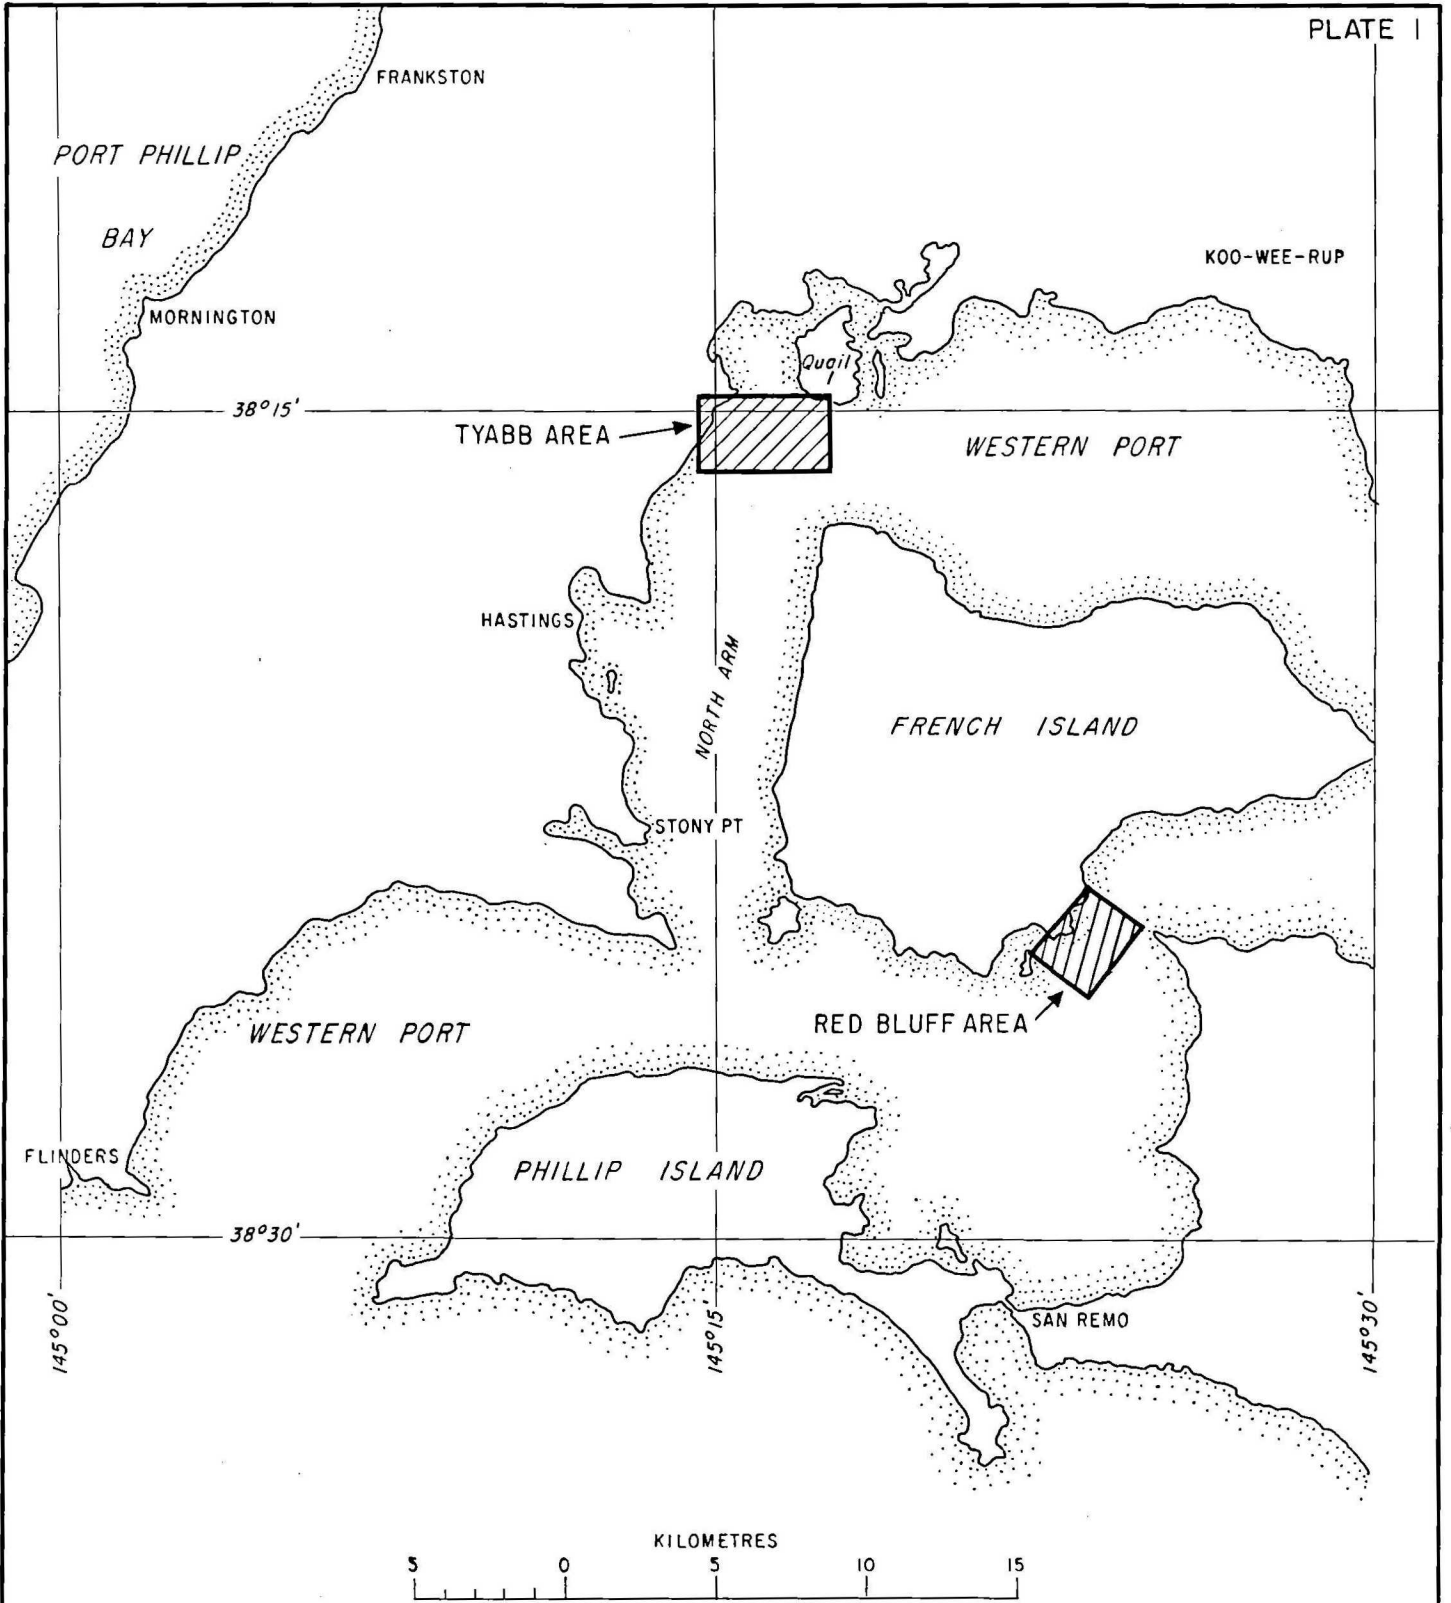 PLATE 1
FRANKSTON
PORT PHILLIP
BAY
KOO-WEE-RUP
MORNINGTON
Quail
I
38°15'
TYABB AREA
WESTERN PORT
HASTINGS
NORTH ARM
FRENCH ISLAND
STONY PT
RED BLUFF AREA
WESTERN PORT
FLINDERS
PHILLIP ISLAND
38°30'
SAN REMO
145°00'
145°15'
145°30'
KILOMETRES
5 0 5 10 15